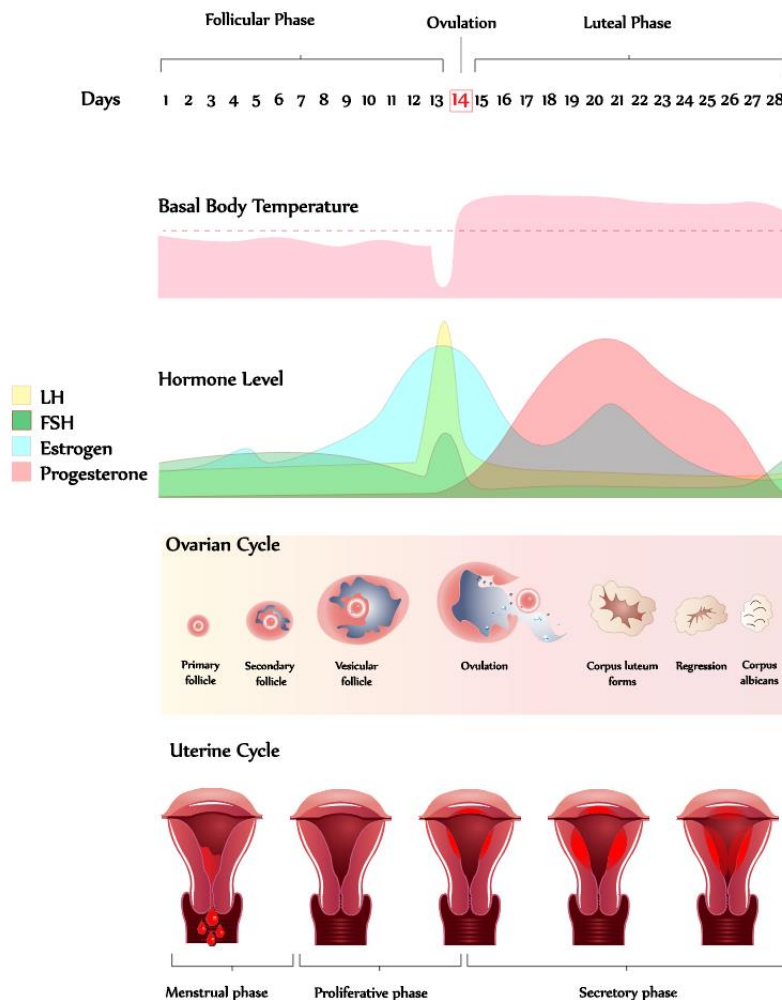 Follicular Phase Ovulation Luteal Phase
Days 1 2 3 4 5 6 7 8 9 10 11 12 13 14 15 16 17 18 19 20 21 22 23 24 25 26 27 28
Basal Body Temperature
Hormone Level
LH
FSH
Estrogen
Progesterone
Ovarian Cycle
Primary
follicle
Secondary
follicle
Vesicular
follicle
Ovulation
Corpus luteum
forms
Regression
Corpus
albicans
Uterine Cycle
Menstrual phase Proliferative phase Secretory phase